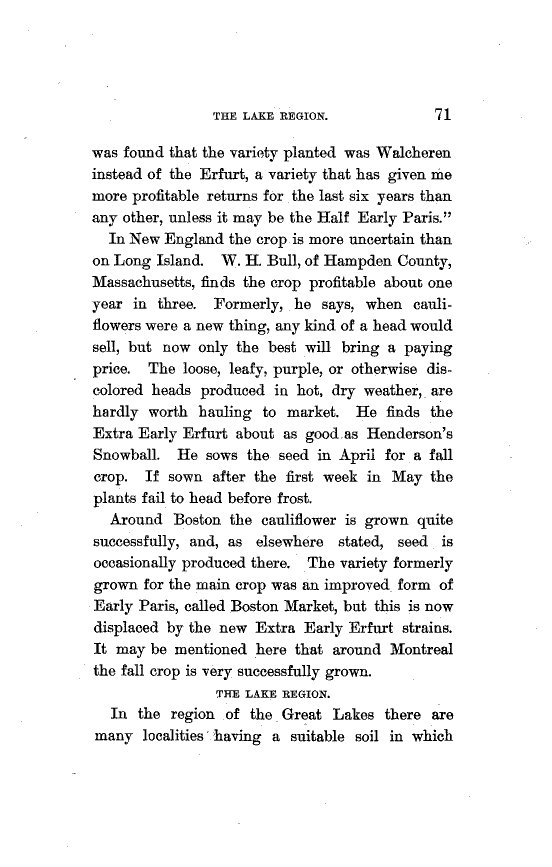 THE LAKE REGION. 71
was found that the variety planted was Walcheren
instead of the Erfurt, a variety that has given me
more profitable returns for the last six years than
any other, unless it may be the Half Early Paris.”
In New England the crop is more uncertain than
on Long Island. W. H. Bull, of Hampden County,
Massachusetts, finds the crop profitable about one
year in three. Formerly, he says, when cauli-
flowers were a new thing, any kind of a head would
sell, but now only the best will bring a paying
price. The loose, leafy, purple, or otherwise dis-
colored heads produced in hot, dry weather, are
hardly worth hauling to market. He finds the
Extra Early Erfurt about as good as Henderson's
Snowball. He sows the seed in April for a fall
crop. If sown after the first week in May the
plants fail to head before frost.
Around Boston the cauliflower is grown quite
successfully, and, as elsewhere stated, seed is
occasionally produced there. The variety formerly
grown for the main crop was an improved form of
Early Paris, called Boston Market, but this is now
displaced by the new Extra Early Erfurt strains.
It may be mentioned here that around Montreal
the fall crop is very successfully grown.
THE LAKE REGION.
In the region of the Great Lakes there are
many localities having a suitable soil in which